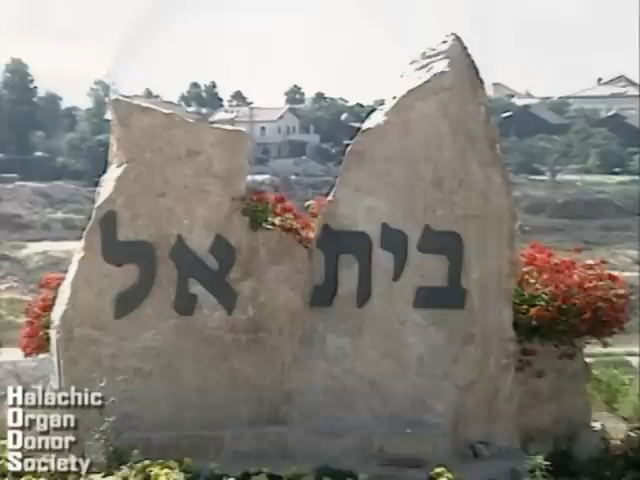 בית אל
Halachic
Organ
Donor
Society